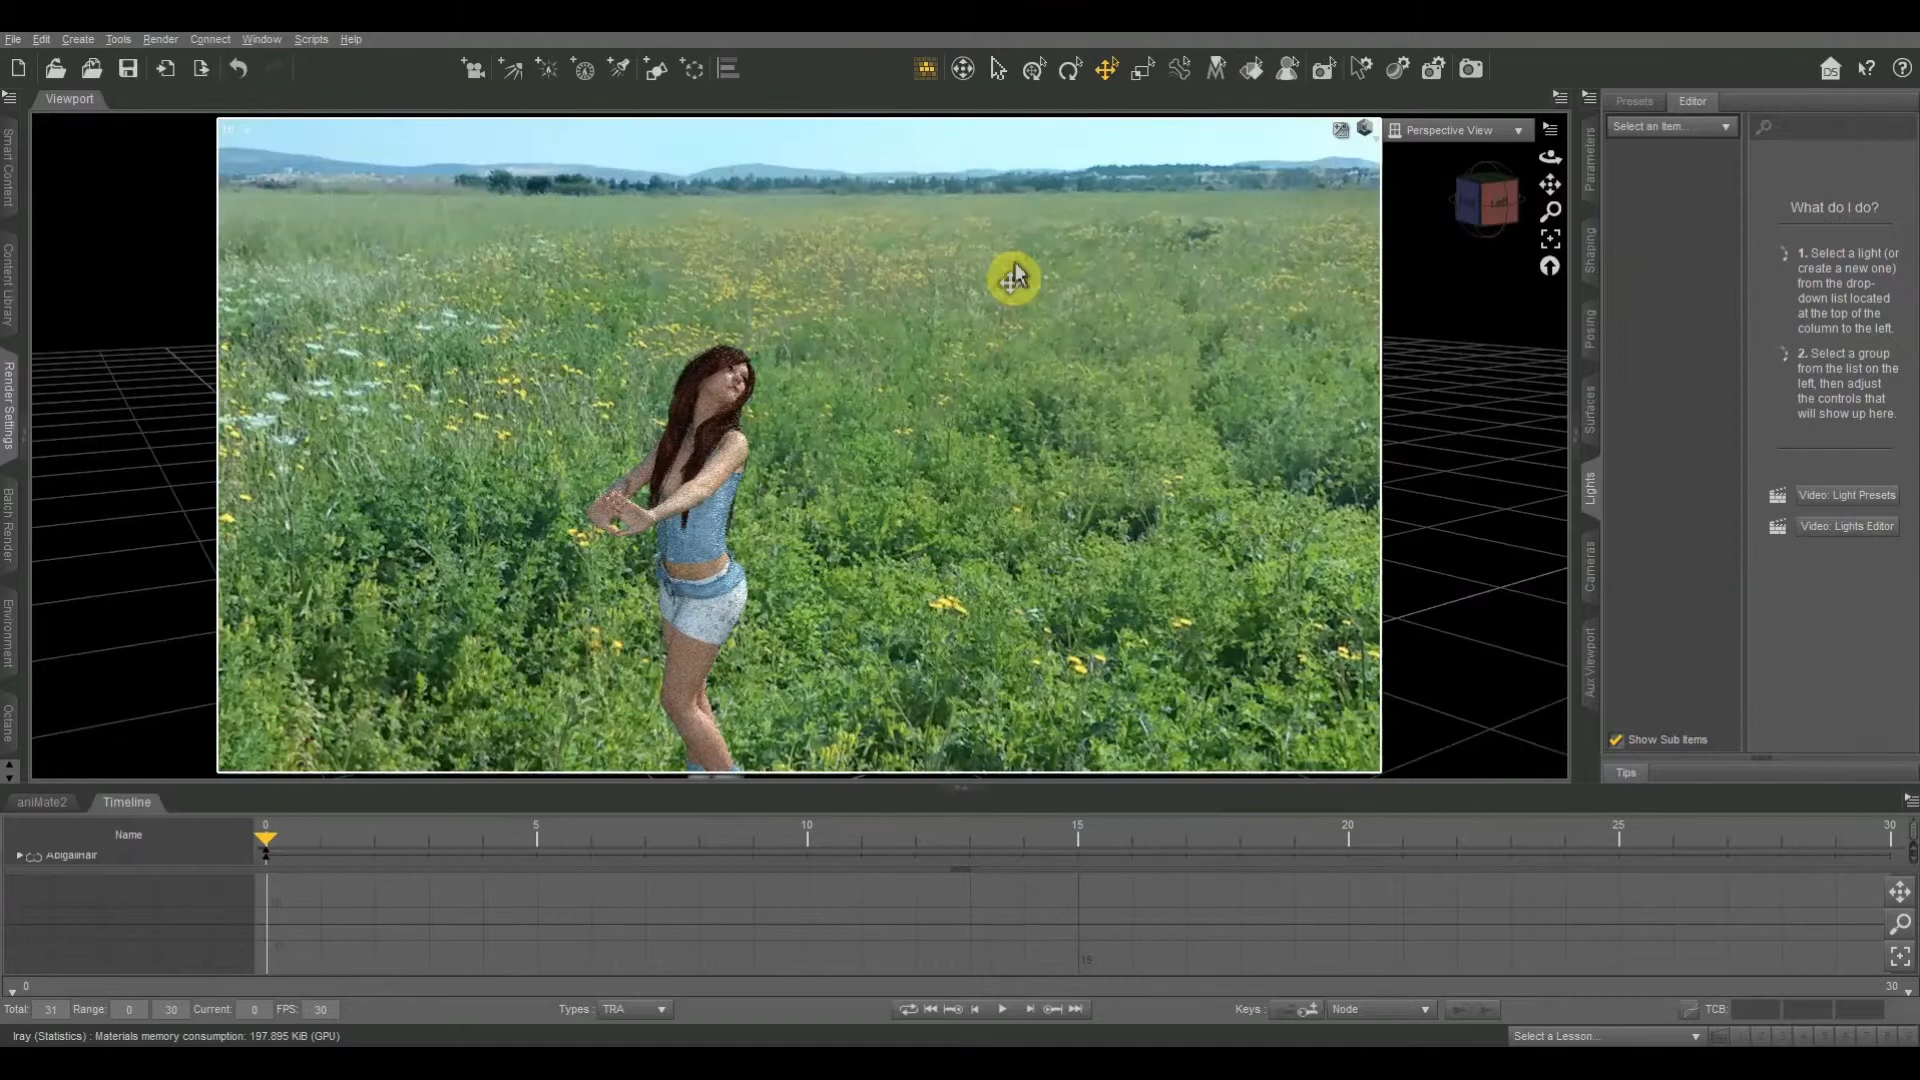 File Edit Create Tools Render Connect Window Scripts Help
DS
Viewport
Presets Editor
Perspective View
Select an Item...
Left
Smart Content
Content Library
Render Settings
Batch Render
Environment
Octane
Parameters
Shaping
Posing
Surfaces
Lights
Cameras
Aux Viewport
What do I do?
1. Select a light (or
create a new one)
from the drop-
down list located
at the top of the
column to the left.
2. Select a group
from the list on the
left, then adjust
the controls that
will show up here.
Video: Light Presets
Video: Lights Editor
Show Sub Items
Tips
aniMate2 Timeline
Name
0 5 10 15 20 25 30
AbigailHair
15
0 30
Total: 31 Range: 0 30 Current: 0 FPS: 30 Types : TRA Keys : Node TCB:
Iray (Statistics) : Materials memory consumption: 197.895 KiB (GPU)
Select a Lesson...